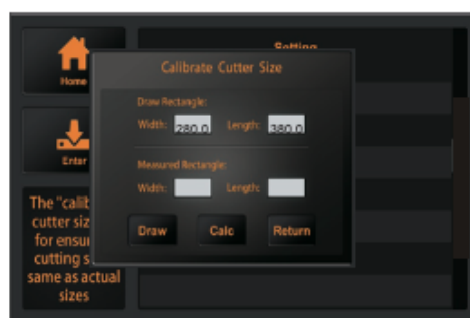 Setting
Home
Calibrate Cutter Size
Draw Rectangle:
Width: 280.0 Length: 380.0
Enter
Measured Rectangle:
Width: Length:
Draw Calc Return
The "calib
cutter siz
for ensu
cutting s
same as actual
sizes